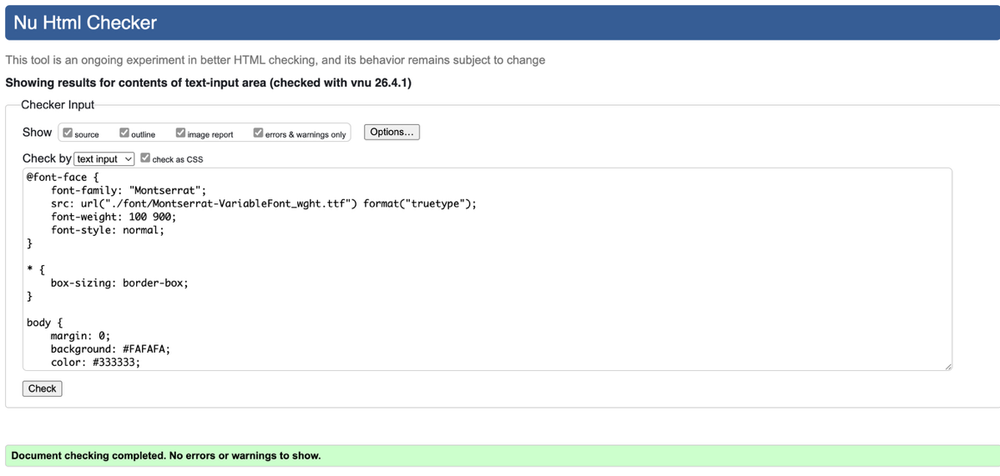 Nu Html Checker
This tool is an ongoing experiment in better HTML checking, and its behavior remains subject to change
Showing results for contents of text-input area (checked with vnu 26.4.1)
Checker Input
Show source outline image report errors & warnings only Options...
Check by text input check as CSS
@font-face {
    font-family: "Montserrat";
    src: url("./font/Montserrat-VariableFont_wght.ttf") format("truetype");
    font-weight: 100 900;
    font-style: normal;
}

* {
    box-sizing: border-box;
}

body {
    margin: 0;
    background: #FAFAFA;
    color: #333333;
Check
Document checking completed. No errors or warnings to show.